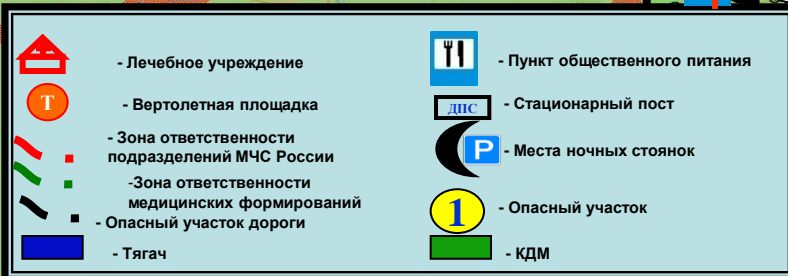 - Лечебное учреждение
Т
- Вертолетная площадка
- Зона ответственности
подразделений МЧС России
-Зона ответственности
медицинских формирований
- Опасный участок дороги
- Тягач
- Пункт общественного питания
ДПС
- Стационарный пост
P
- Места ночных стоянок
1
- Опасный участок
- КДМ